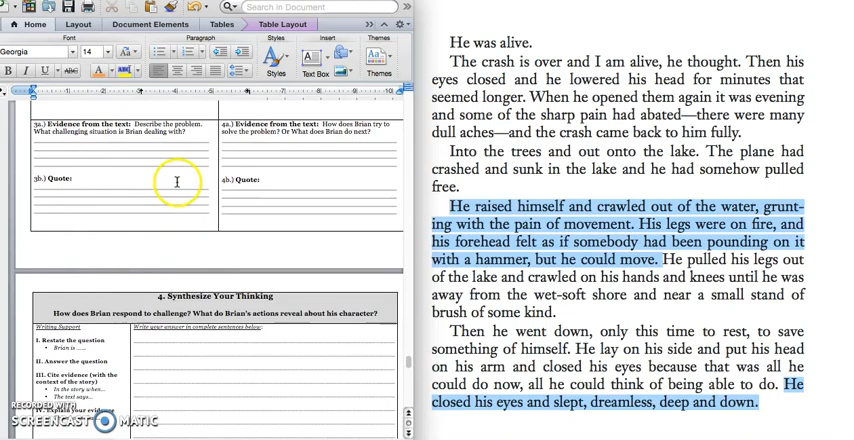 Home Layout Document Elements Tables Table Layout
Font Paragraph Styles Insert Themes
Georgia 14
B I U ABC
Styles Text Box Themes
3a.) Evidence from the text: Describe the problem.
What challenging situation is Brian dealing with?
4a.) Evidence from the text: How does Brian try to
solve the problem? Or What does Brian do next?
3b.) Quote:
4b.) Quote:
4. Synthesize Your Thinking
How does Brian respond to challenge? What do Brian's actions reveal about his character?
Writing Support
Write your answer in complete sentences below:
I. Restate the question
• Brian is .....
II. Answer the question
III. Cite evidence (with the
context of the story)
• In the story when...
• The text says...
IV. Explain your evidence
RECORDED WITH
SCREENCAST MATIC
He was alive.
The crash is over and I am alive, he thought. Then his
eyes closed and he lowered his head for minutes that
seemed longer. When he opened them again it was evening
and some of the sharp pain had abated—there were many
dull aches—and the crash came back to him fully.
Into the trees and out onto the lake. The plane had
crashed and sunk in the lake and he had somehow pulled
free.
He raised himself and crawled out of the water, grunt-
ing with the pain of movement. His legs were on fire, and
his forehead felt as if somebody had been pounding on it
with a hammer, but he could move. He pulled his legs out
of the lake and crawled on his hands and knees until he was
away from the wet-soft shore and near a small stand of
brush of some kind.
Then he went down, only this time to rest, to save
something of himself. He lay on his side and put his head
on his arm and closed his eyes because that was all he
could do now, all he could think of being able to do. He
closed his eyes and slept, dreamless, deep and down.